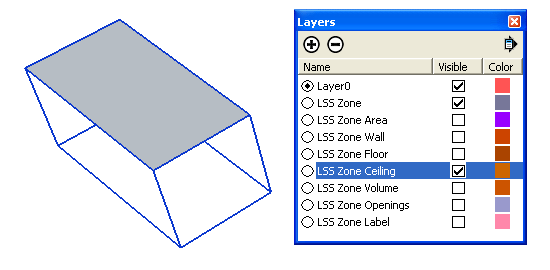 Layers
Name Visible Color
Layer0
LSS Zone
LSS Zone Area
LSS Zone Wall
LSS Zone Floor
LSS Zone Ceiling
LSS Zone Volume
LSS Zone Openings
LSS Zone Label